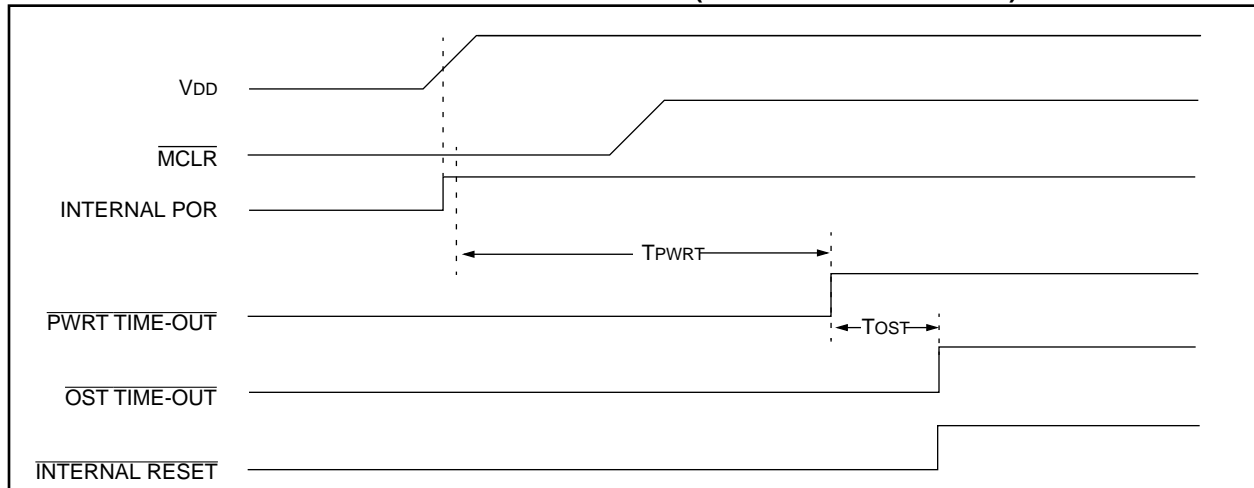 VDD
MCLR
INTERNAL POR
TPWRT
PWRT TIME-OUT
TOST
OST TIME-OUT
INTERNAL RESET